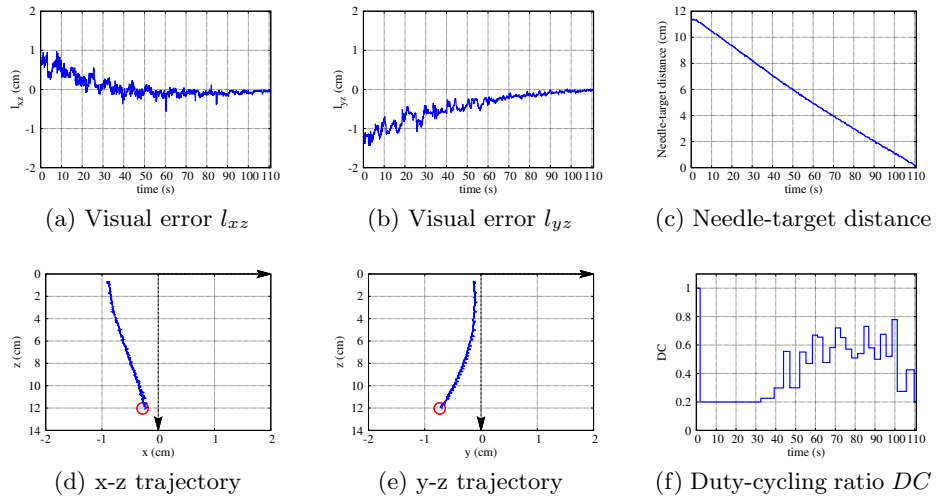 2
1
0
-1
-2
l_xz (cm)
0 10 20 30 40 50 60 70 80 90 100 110
time (s)
(a) Visual error l_xz
2
1
0
-1
-2
l_yz (cm)
0 10 20 30 40 50 60 70 80 90 100 110
time (s)
(b) Visual error l_yz
12
10
8
6
4
2
0
Needle-target distance (cm)
0 10 20 30 40 50 60 70 80 90 100 110
time (s)
(c) Needle-target distance
0
2
4
6
8
10
12
14
z (cm)
-2 -1 0 1 2
x (cm)
(d) x-z trajectory
0
2
4
6
8
10
12
14
z (cm)
-2 -1 0 1 2
y (cm)
(e) y-z trajectory
1
0.8
0.6
0.4
0.2
0
DC
0 10 20 30 40 50 60 70 80 90 100 110
time (s)
(f) Duty-cycling ratio DC